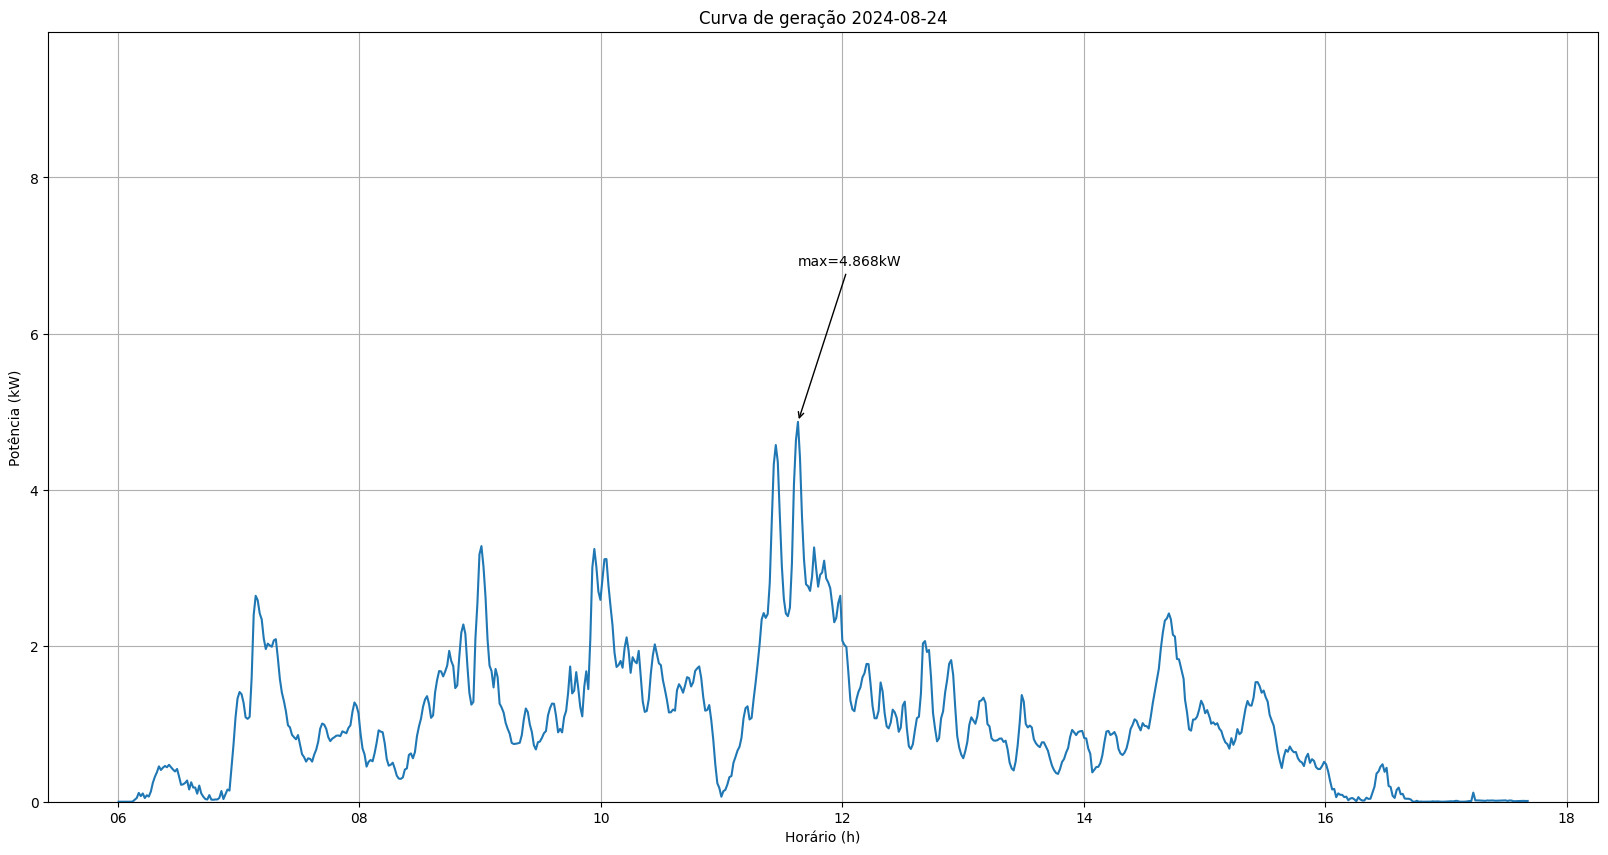 Curva de geração 2024-08-24
Potência (kW)
8
6
4
2
0
max=4.868kW
06 08 10 12 14 16 18
Horário (h)